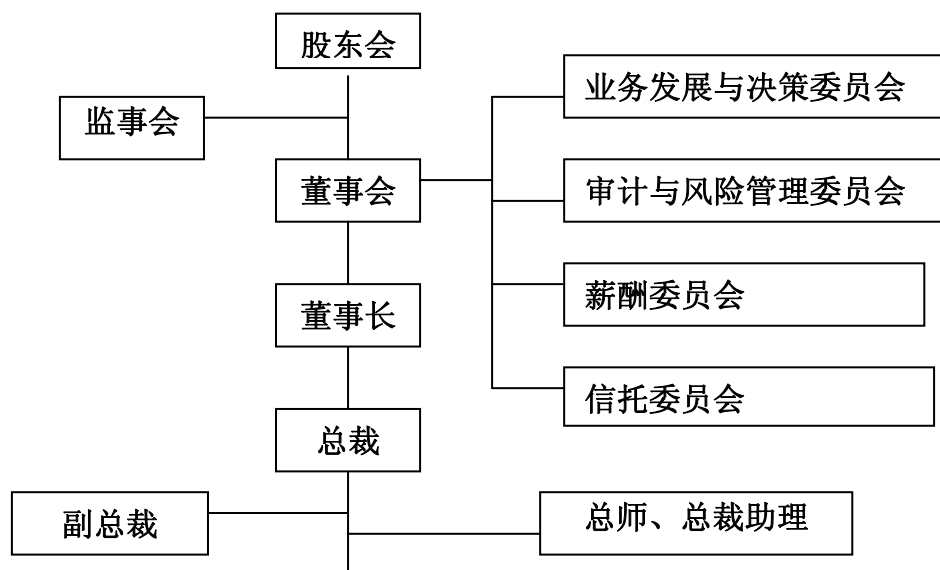 股东会
业务发展与决策委员会
监事会
董事会
审计与风险管理委员会
董事长
薪酬委员会
信托委员会
总裁
副总裁
总师、总裁助理